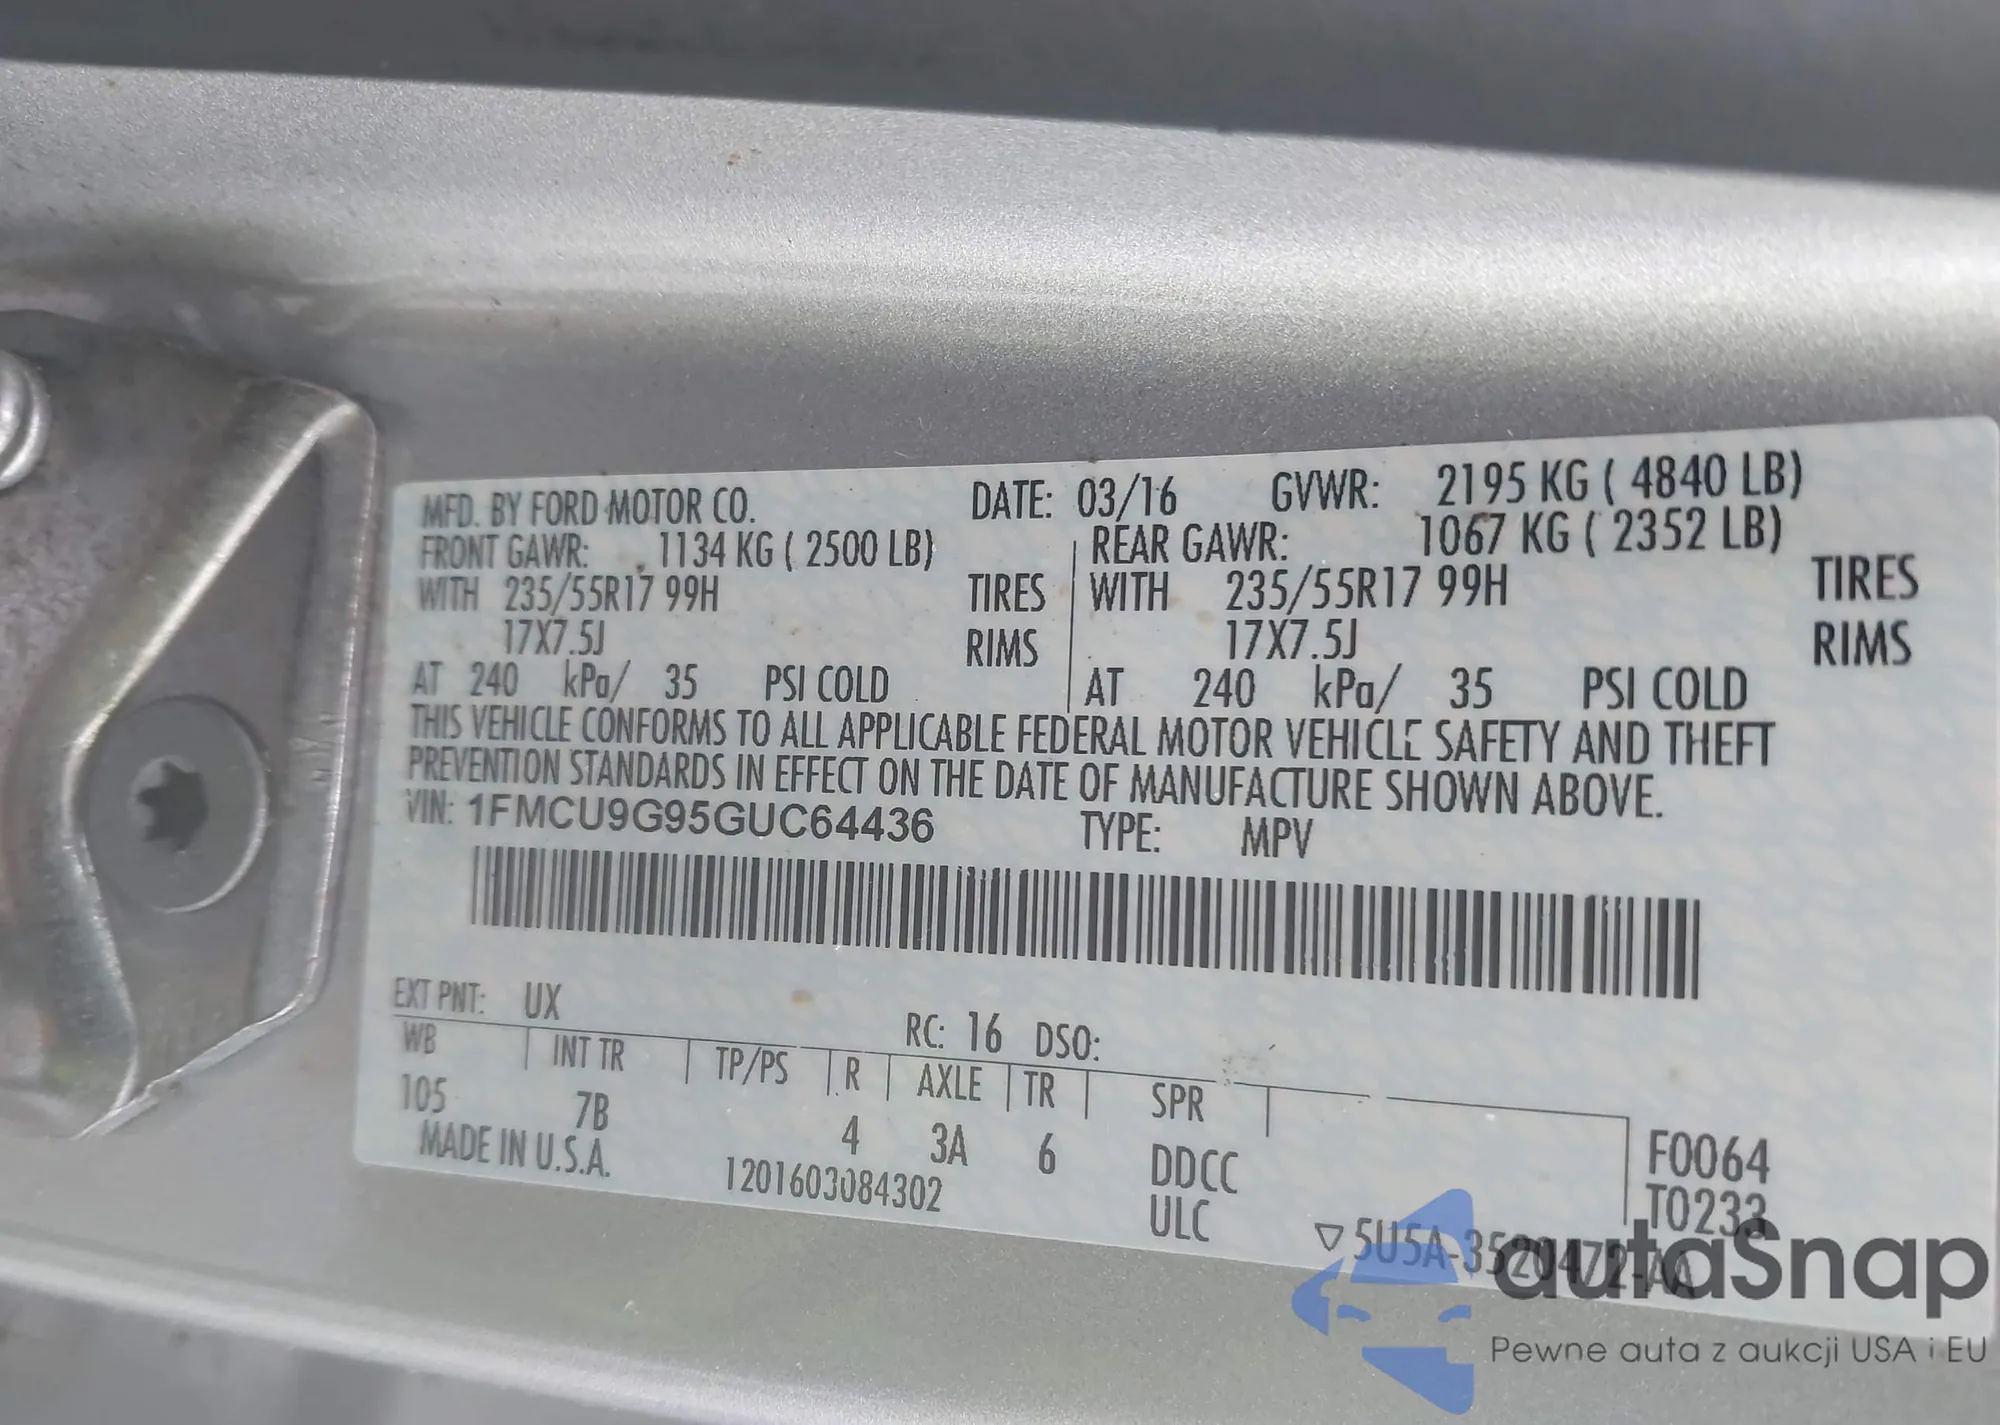 MFD. BY FORD MOTOR CO. DATE: 03/16 GVWR: 2195 KG ( 4840 LB)
FRONT GAWR: 1134 KG ( 2500 LB) REAR GAWR: 1067 KG ( 2352 LB)
WITH 235/55R17 99H TIRES WITH 235/55R17 99H TIRES
17X7.5J RIMS 17X7.5J RIMS
AT 240 kPa/ 35 PSI COLD AT 240 kPa/ 35 PSI COLD
THIS VEHICLE CONFORMS TO ALL APPLICABLE FEDERAL MOTOR VEHICLE SAFETY AND THEFT
PREVENTION STANDARDS IN EFFECT ON THE DATE OF MANUFACTURE SHOWN ABOVE.
VIN: 1FMCU9G95GUC64436 TYPE: MPV
EXT PNT: UX RC: 16 DSO:
WB INT TR TP/PS R AXLE TR SPR
105 7B 4 3A 6 DDCC F0064
MADE IN U.S.A. 1201603084302 ULC T0233
▽5U5A-3520472-AA
autaSnap
Pewne auta z aukcji USA i EU